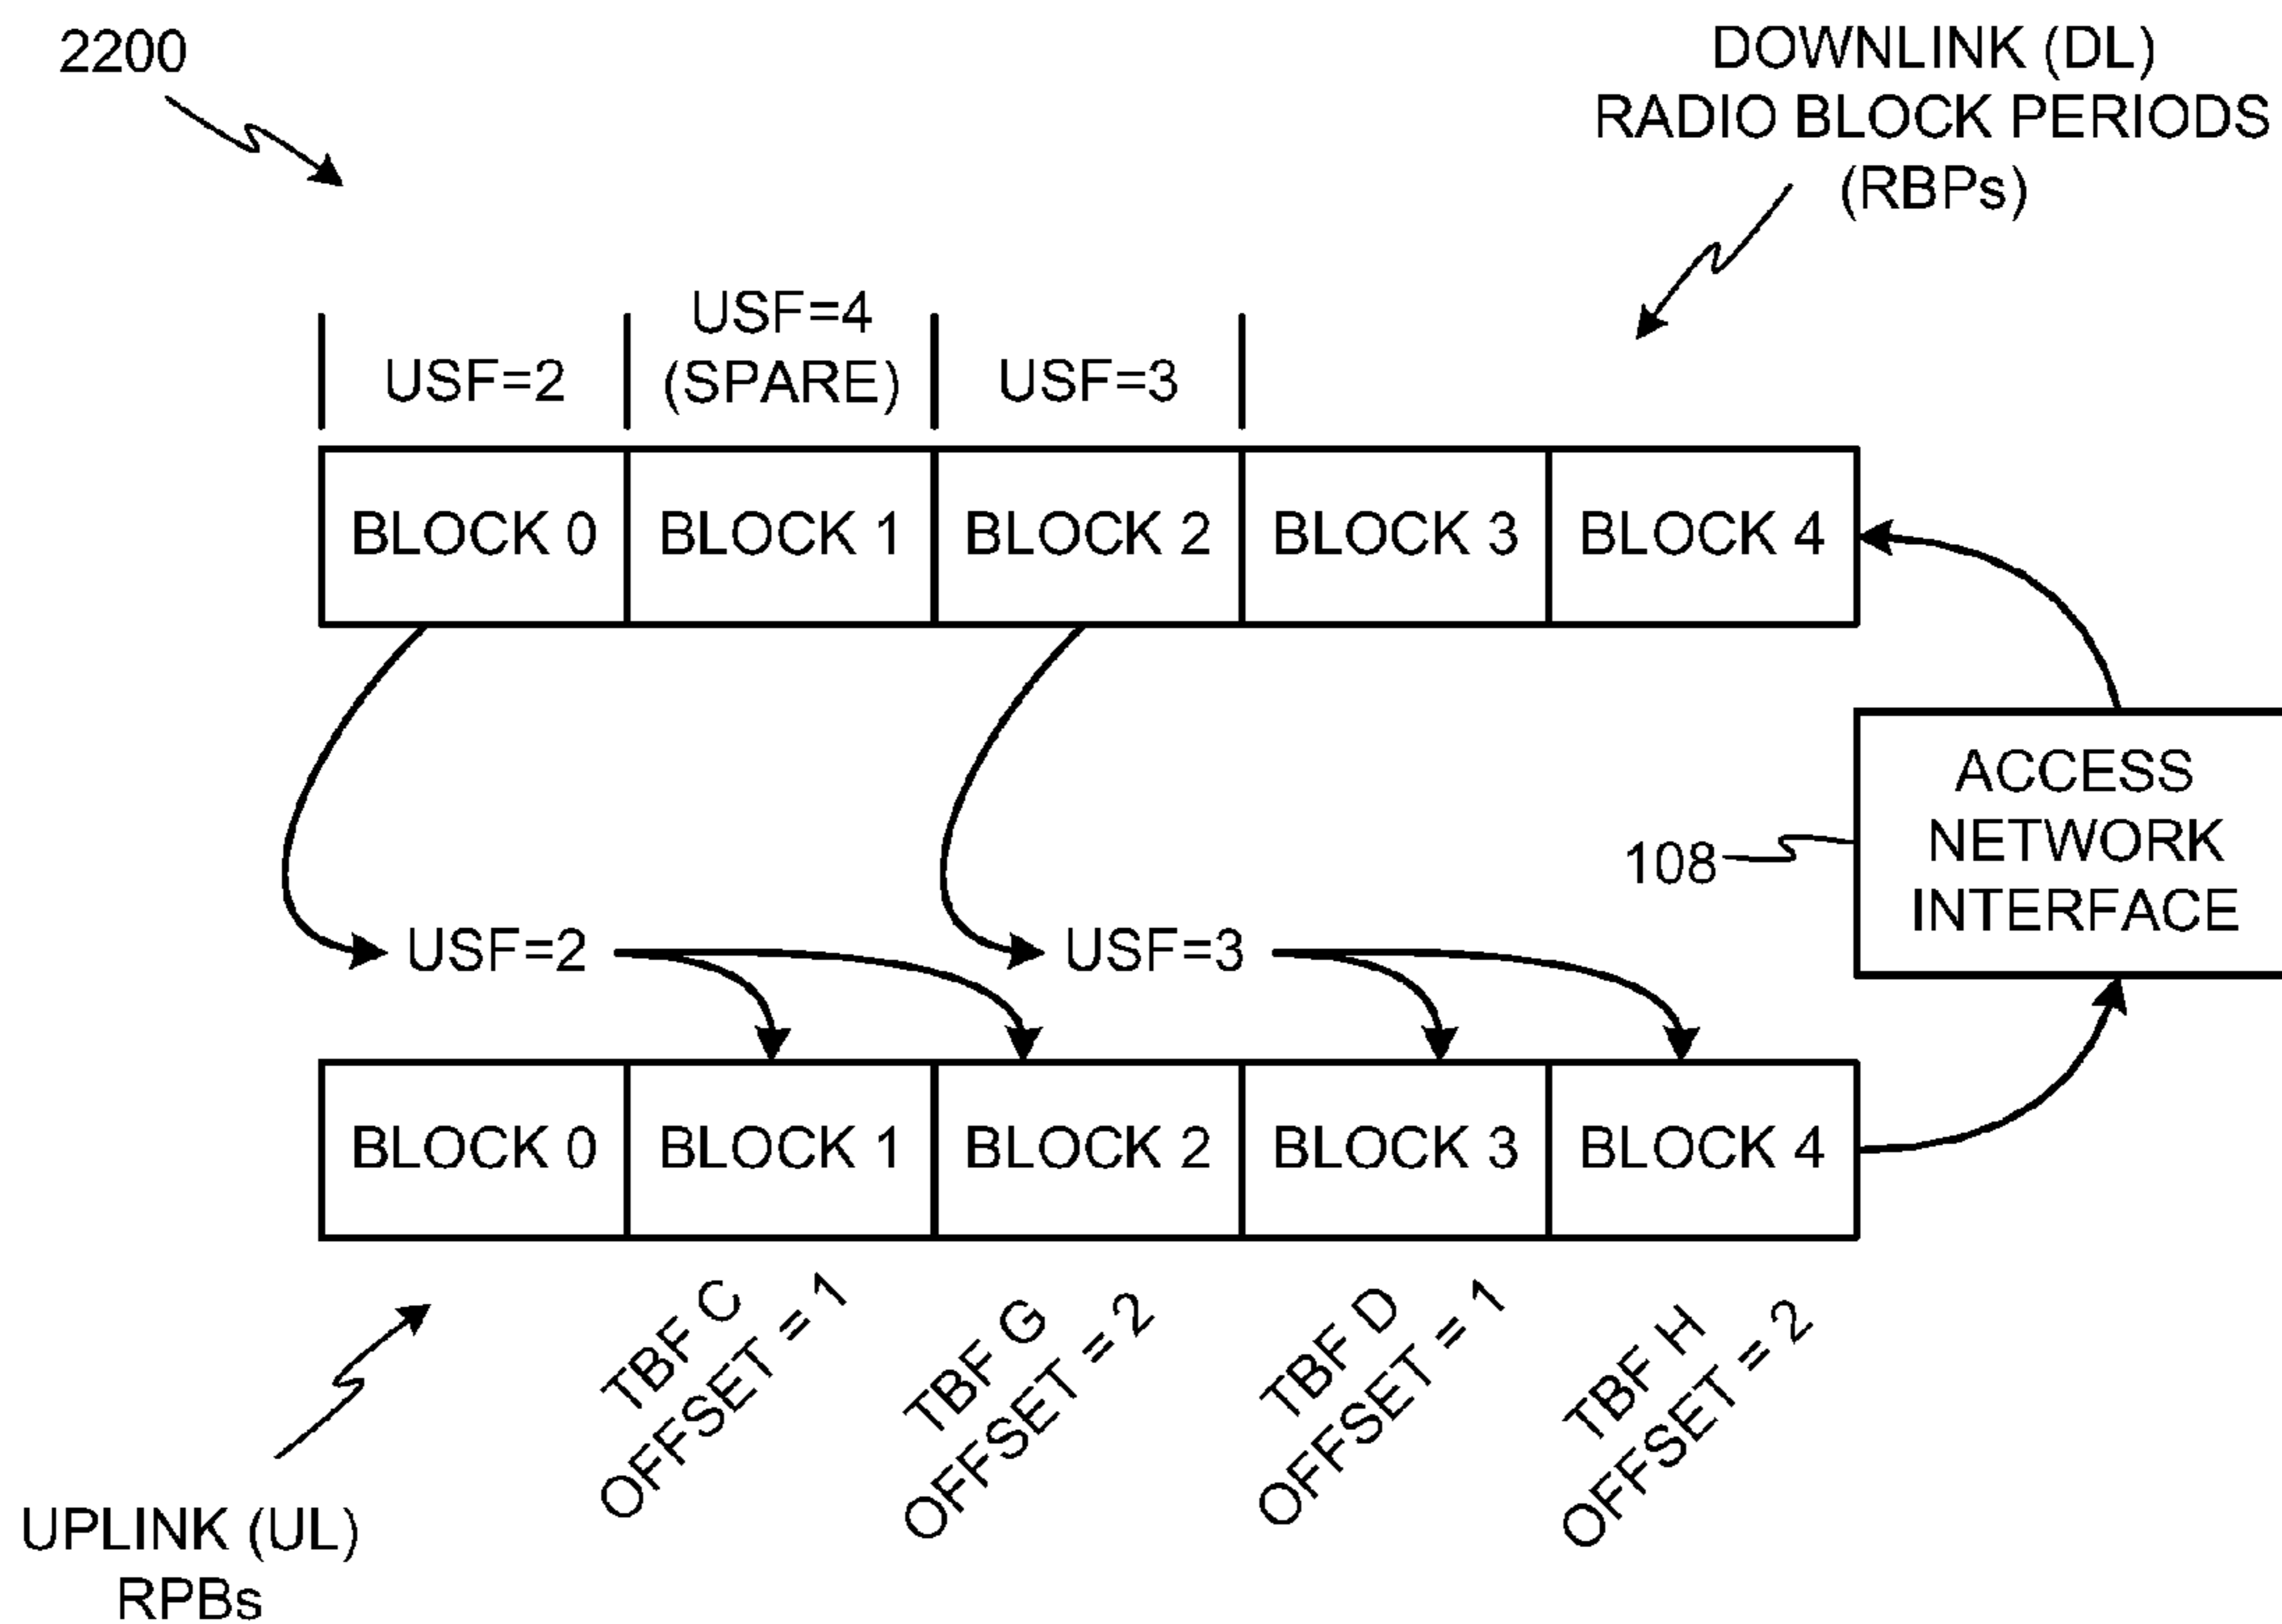 2200
DOWNLINK (DL)
RADIO BLOCK PERIODS
(RBPs)
USF=2
USF=4
(SPARE)
USF=3
BLOCK 0
BLOCK 1
BLOCK 2
BLOCK 3
BLOCK 4
ACCESS
NETWORK
INTERFACE
108
USF=2
USF=3
BLOCK 0
BLOCK 1
BLOCK 2
BLOCK 3
BLOCK 4
TBF C
OFFSET = 1
TBF G
OFFSET = 2
TBF D
OFFSET = 1
TBF H
OFFSET = 2
UPLINK (UL)
RPBs